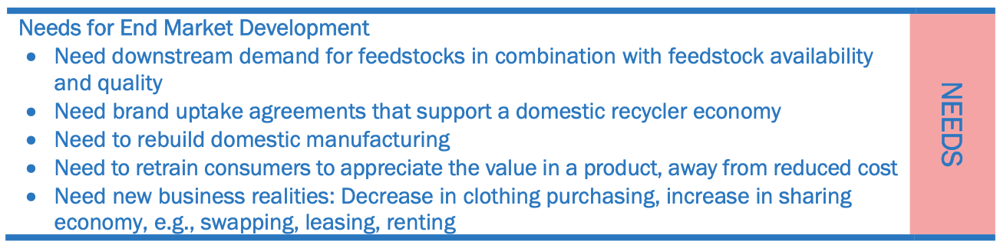 Needs for End Market Development
• Need downstream demand for feedstocks in combination with feedstock availability
and quality
• Need brand uptake agreements that support a domestic recycler economy
• Need to rebuild domestic manufacturing
• Need to retrain consumers to appreciate the value in a product, away from reduced cost
• Need new business realities: Decrease in clothing purchasing, increase in sharing
economy, e.g., swapping, leasing, renting
NEEDS